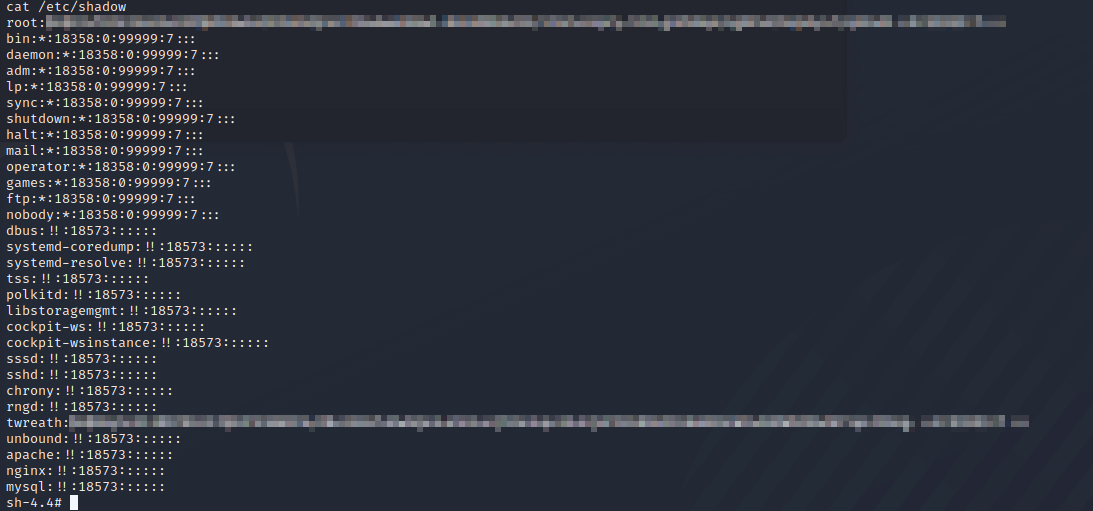 cat /etc/shadow
root:
bin:*:18358:0:99999:7:::
daemon:*:18358:0:99999:7:::
adm:*:18358:0:99999:7:::
lp:*:18358:0:99999:7:::
sync:*:18358:0:99999:7:::
shutdown:*:18358:0:99999:7:::
halt:*:18358:0:99999:7:::
mail:*:18358:0:99999:7:::
operator:*:18358:0:99999:7:::
games:*:18358:0:99999:7:::
ftp:*:18358:0:99999:7:::
nobody:*:18358:0:99999:7:::
dbus:!!:18573::::::
systemd-coredump:!!:18573::::::
systemd-resolve:!!:18573::::::
tss:!!:18573::::::
polkitd:!!:18573::::::
libstoragemgmt:!!:18573::::::
cockpit-ws:!!:18573::::::
cockpit-wsinstance:!!:18573::::::
sssd:!!:18573::::::
sshd:!!:18573::::::
chrony:!!:18573::::::
rngd:!!:18573::::::
twreath:
unbound:!!:18573::::::
apache:!!:18573::::::
nginx:!!:18573::::::
mysql:!!:18573::::::
sh-4.4#